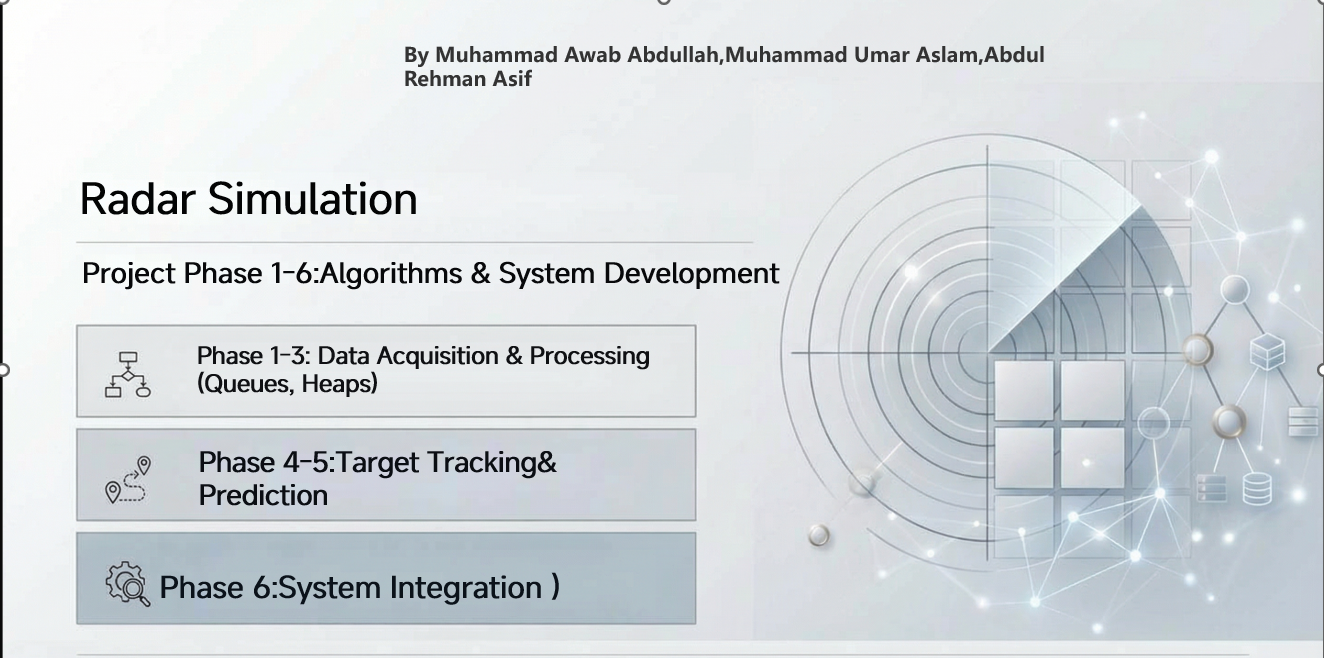 By Muhammad Awab Abdullah,Muhammad Umar Aslam,Abdul
Rehman Asif
Radar Simulation
Project Phase 1-6:Algorithms & System Development
Phase 1-3: Data Acquisition & Processing
(Queues, Heaps)
Phase 4-5:Target Tracking&
Prediction
Phase 6:System Integration )